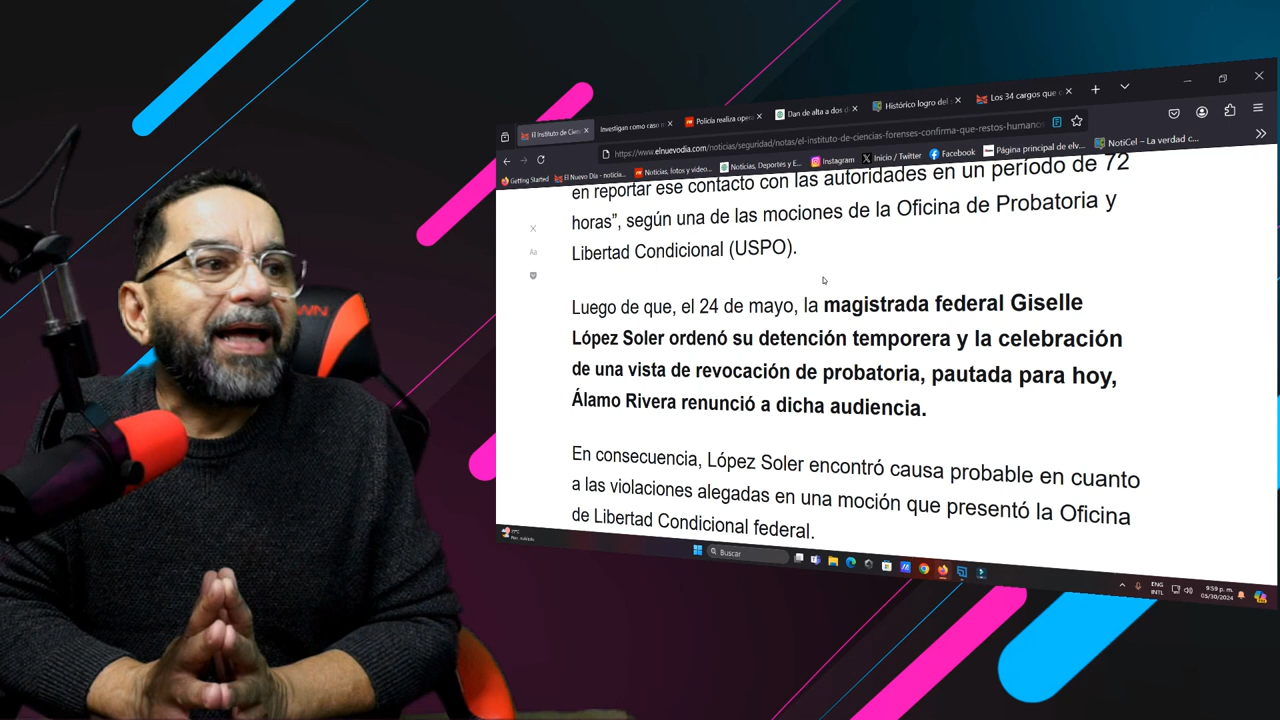 El Instituto de Cien
Investigan como caso m
Policía realiza opera
Dan de alta a dos d
Histórico logro del
Los 34 cargos que c
https://www.elnuevodia.com/noticias/seguridad/notas/el-instituto-de-ciencias-forenses-confirma-que-restos-humanos
Getting Started
El Nuevo Día - noticia...
Noticias, fotos y video...
Noticias, Deportes y E...
Instagram
Inicio / Twitter
Facebook
Página principal de elv...
NotiCel – La verdad c...
en reportar ese contacto con las autoridades en un período de 72
horas”, según una de las mociones de la Oficina de Probatoria y
Libertad Condicional (USPO).
Aa
Luego de que, el 24 de mayo, la magistrada federal Giselle
López Soler ordenó su detención temporera y la celebración
de una vista de revocación de probatoria, pautada para hoy,
Álamo Rivera renunció a dicha audiencia.
En consecuencia, López Soler encontró causa probable en cuanto
a las violaciones alegadas en una moción que presentó la Oficina
de Libertad Condicional federal.
Buscar
ENG
INTL
9:59 p. m.
05/30/2024
WN